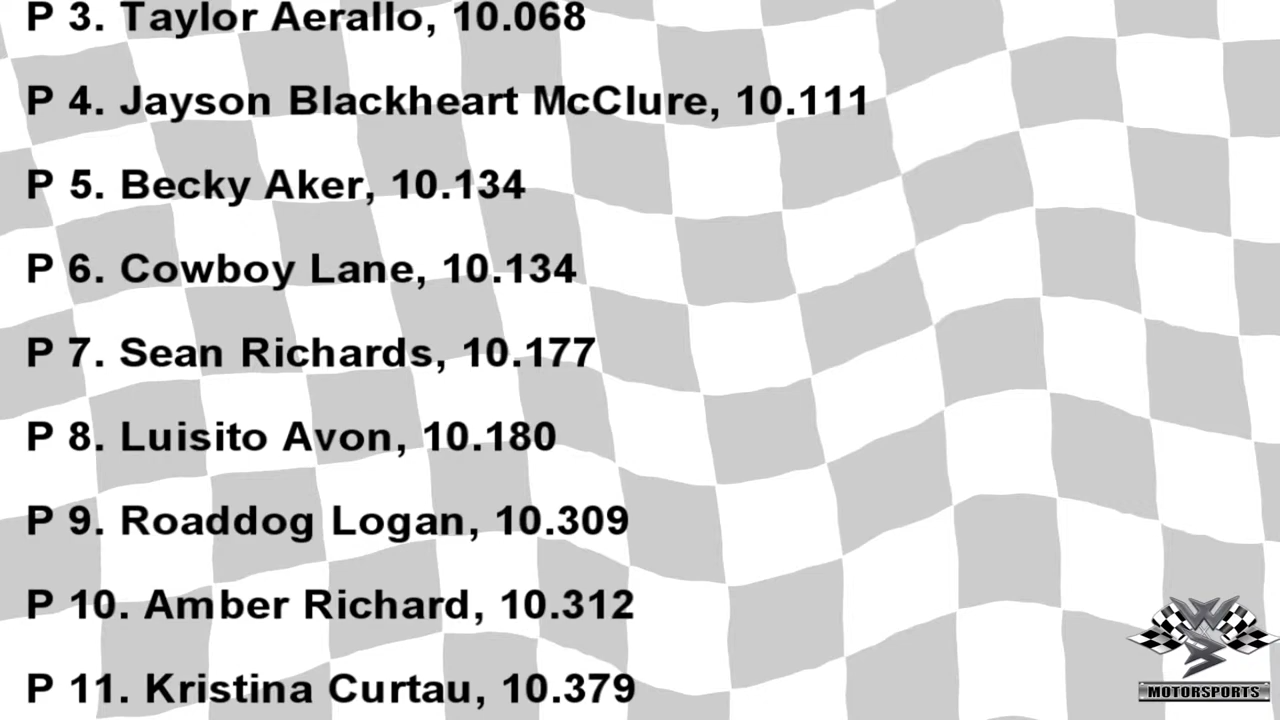 P 3. Taylor Aerallo, 10.068
P 4. Jayson Blackheart McClure, 10.111
P 5. Becky Aker, 10.134
P 6. Cowboy Lane, 10.134
P 7. Sean Richards, 10.177
P 8. Luisito Avon, 10.180
P 9. Roaddog Logan, 10.309
P 10. Amber Richard, 10.312
P 11. Kristina Curtau, 10.379
WS
MOTORSPORTS